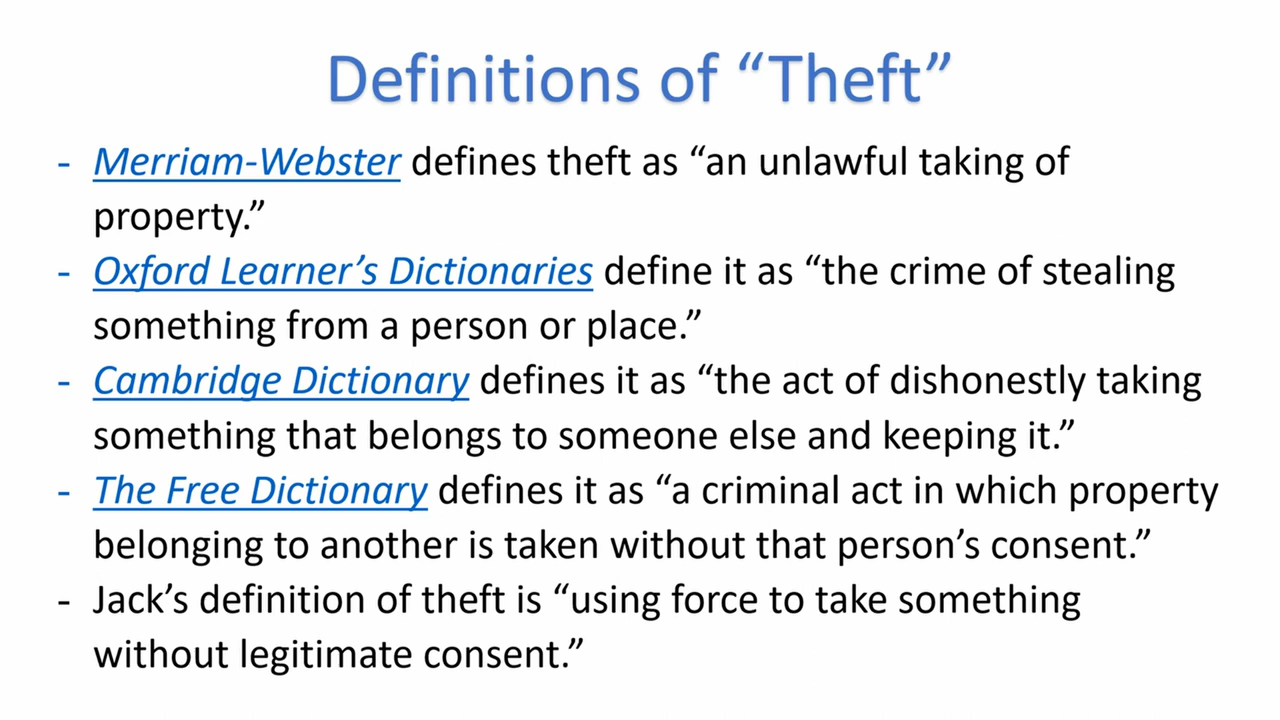 Definitions of “Theft”
- Merriam-Webster defines theft as “an unlawful taking of
property.”
- Oxford Learner’s Dictionaries define it as “the crime of stealing
something from a person or place.”
- Cambridge Dictionary defines it as “the act of dishonestly taking
something that belongs to someone else and keeping it.”
- The Free Dictionary defines it as “a criminal act in which property
belonging to another is taken without that person’s consent.”
- Jack’s definition of theft is “using force to take something
without legitimate consent.”